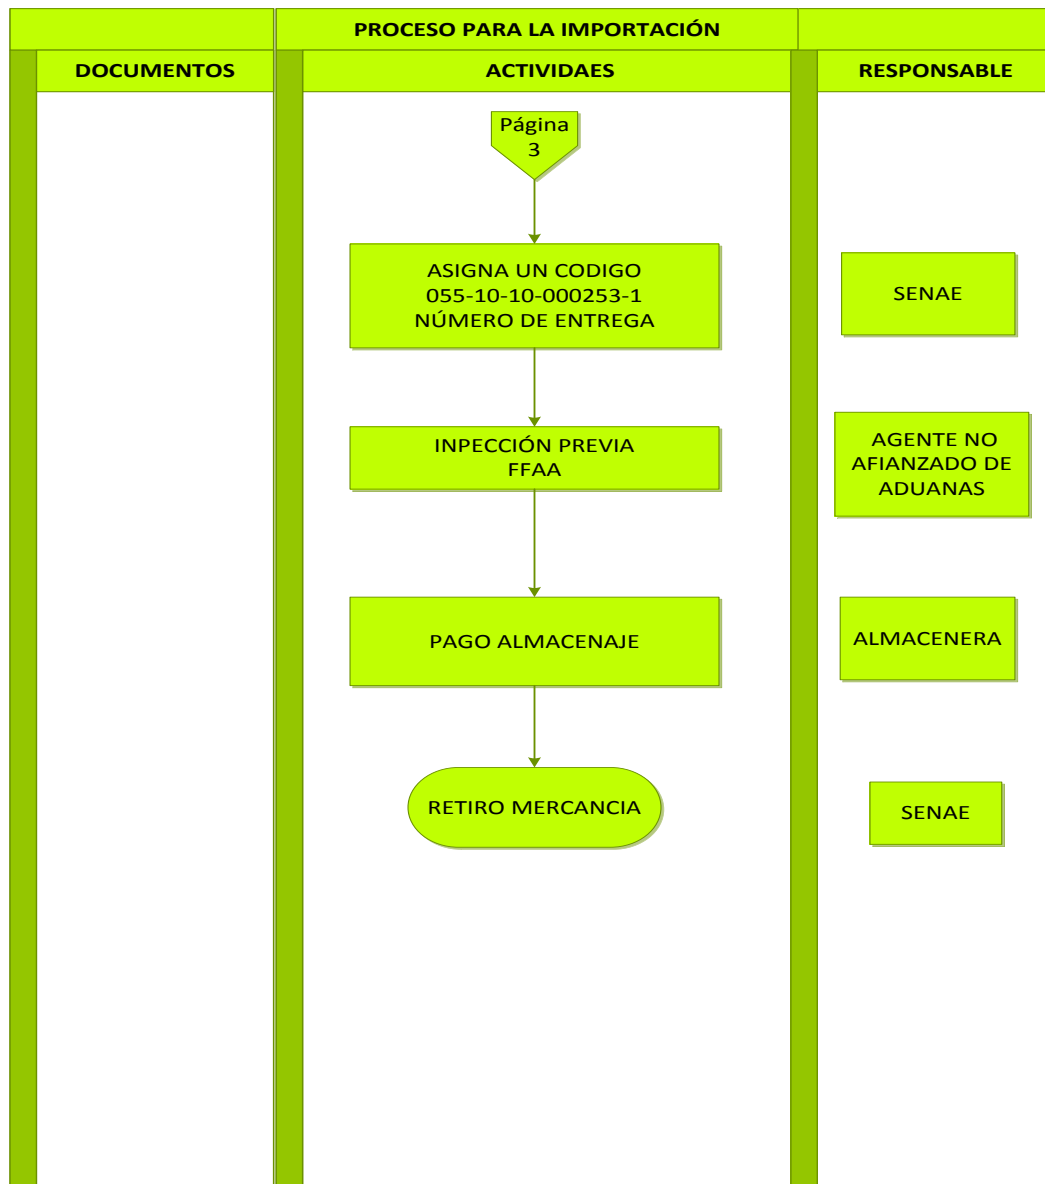 PROCESO PARA LA IMPORTACIÓN
DOCUMENTOS
ACTIVIDAES
RESPONSABLE
Página
3
ASIGNA UN CODIGO
055-10-10-000253-1
NÚMERO DE ENTREGA
SENAE
INPECCIÓN PREVIA
FFAA
AGENTE NO
AFIANZADO DE
ADUANAS
PAGO ALMACENAJE
ALMACENERA
RETIRO MERCANCIA
SENAE